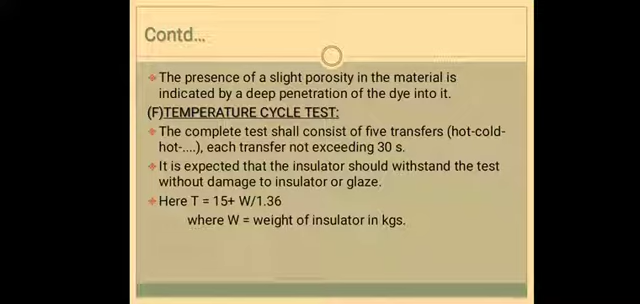 Contd...
The presence of a slight porosity in the material is
indicated by a deep penetration of the dye into it.
(F)TEMPERATURE CYCLE TEST:
The complete test shall consist of five transfers (hot-cold-
hot-....), each transfer not exceeding 30 s.
It is expected that the insulator should withstand the test
without damage to insulator or glaze.
Here T = 15+ W/1.36
where W = weight of insulator in kgs.